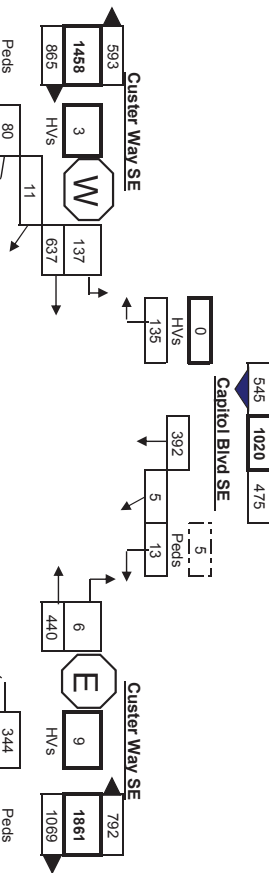 545 1020 475
Capitol Blvd SE
HVs 0
Peds 5
135
392 5 13
Custer Way SE
593
1458 3 W 137
HVs
865 11 637
Peds 80
Custer Way SE
792
6 E 9 1861
HVs
440 1069
344 Peds